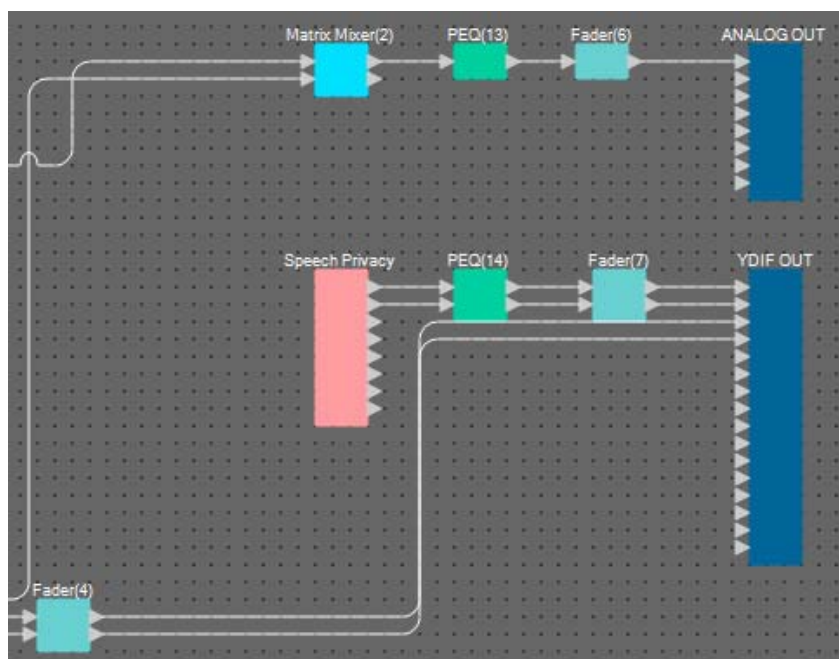 Matrix Mixer(2) PEQ(13) Fader(6) ANALOG OUT
Speech Privacy PEQ(14) Fader(7) YDIF OUT
Fader(4)